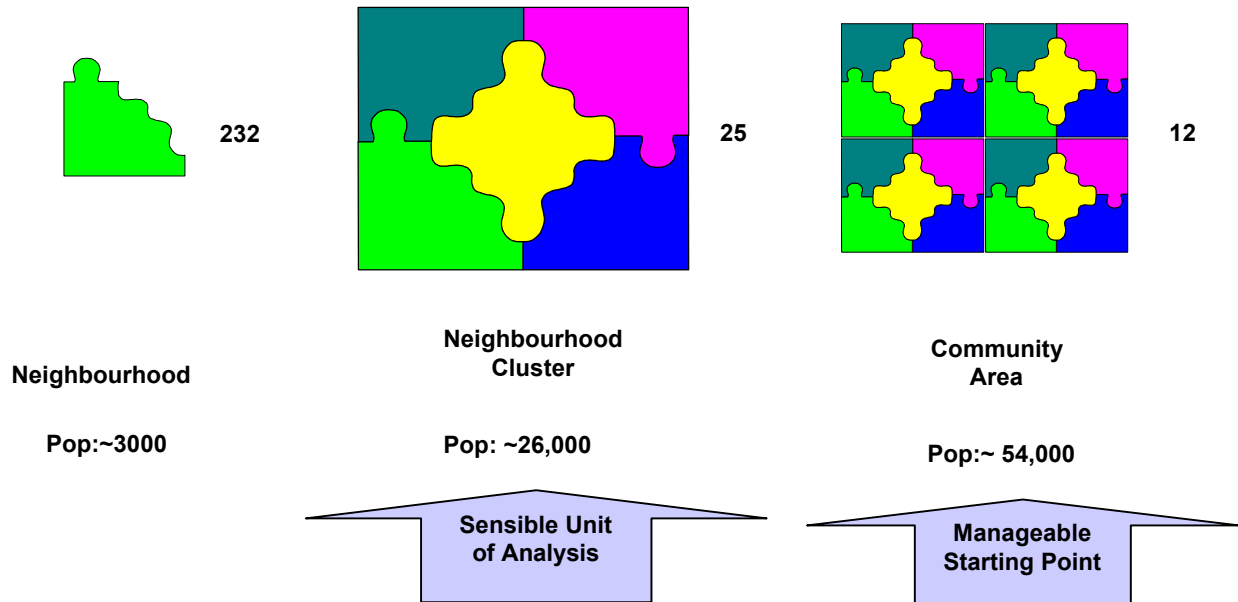 232
25
12
Neighbourhood
Pop:~3000
Neighbourhood
Cluster
Pop: ~26,000
Community
Area
Pop:~ 54,000
Sensible Unit
of Analysis
Manageable
Starting Point